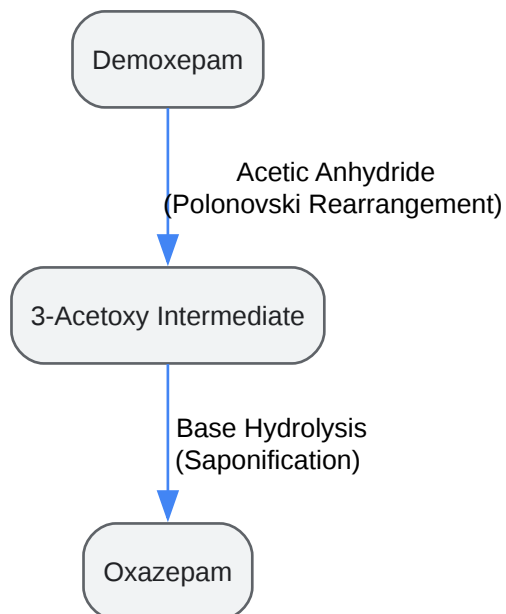 Demoxepam
Acetic Anhydride
(Polonovski Rearrangement)
3-Acetoxy Intermediate
Base Hydrolysis
(Saponification)
Oxazepam